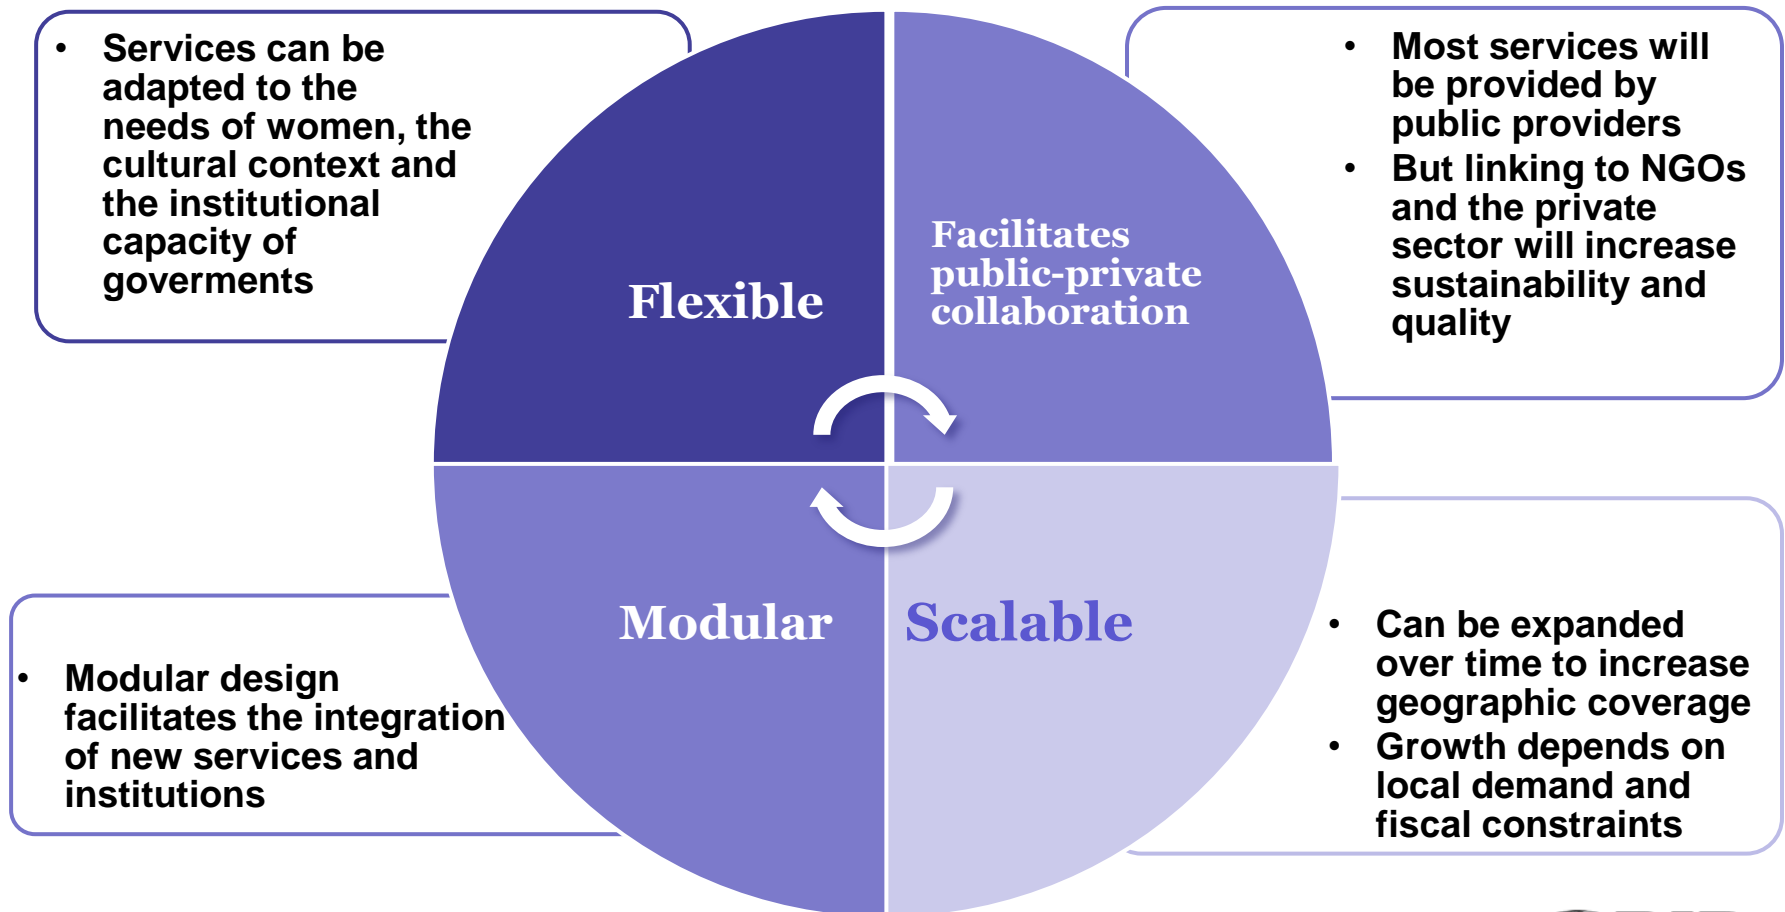 • Services can be
adapted to the
needs of women, the
cultural context and
the institutional
capacity of
goverments
Flexible
Facilitates
public-private
collaboration
• Most services will
be provided by
public providers
• But linking to NGOs
and the private
sector will increase
sustainability and
quality
Modular
Scalable
• Modular design
facilitates the integration
of new services and
institutions
• Can be expanded
over time to increase
geographic coverage
• Growth depends on
local demand and
fiscal constraints